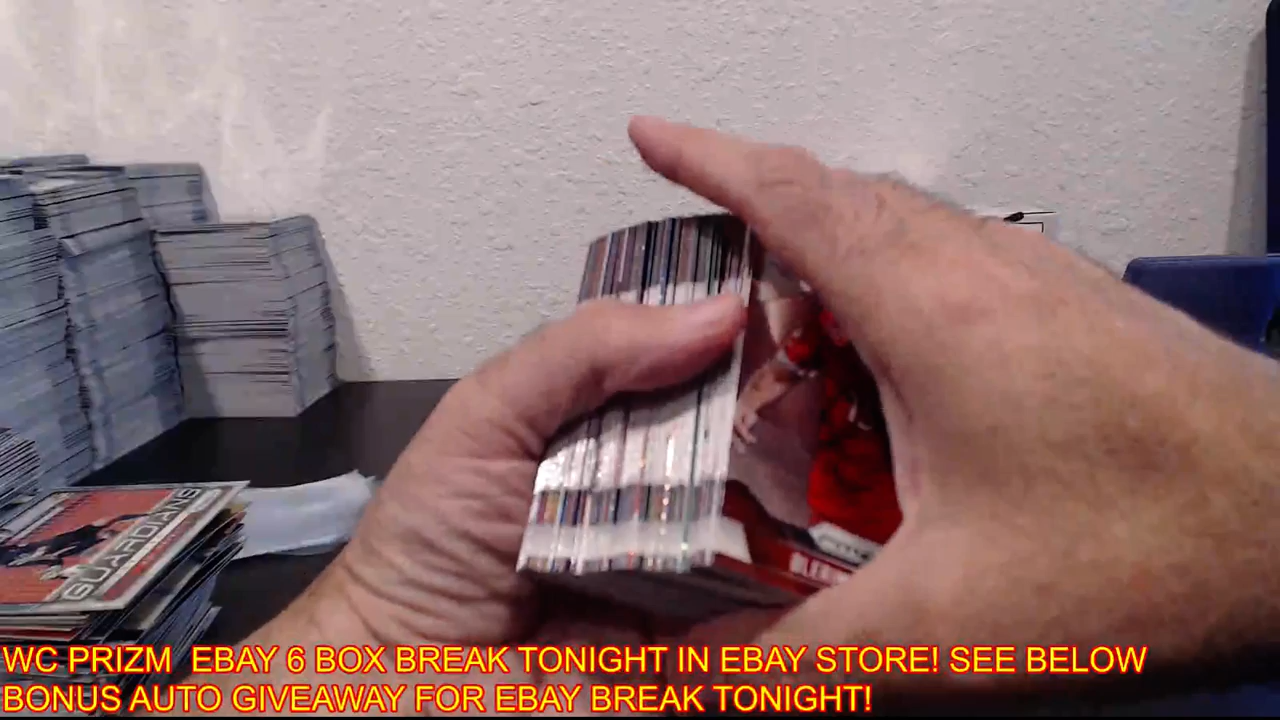 GUARDIANS
WC PRIZM EBAY 6 BOX BREAK TONIGHT IN EBAY STORE! SEE BELOW
BONUS AUTO GIVEAWAY FOR EBAY BREAK TONIGHT!